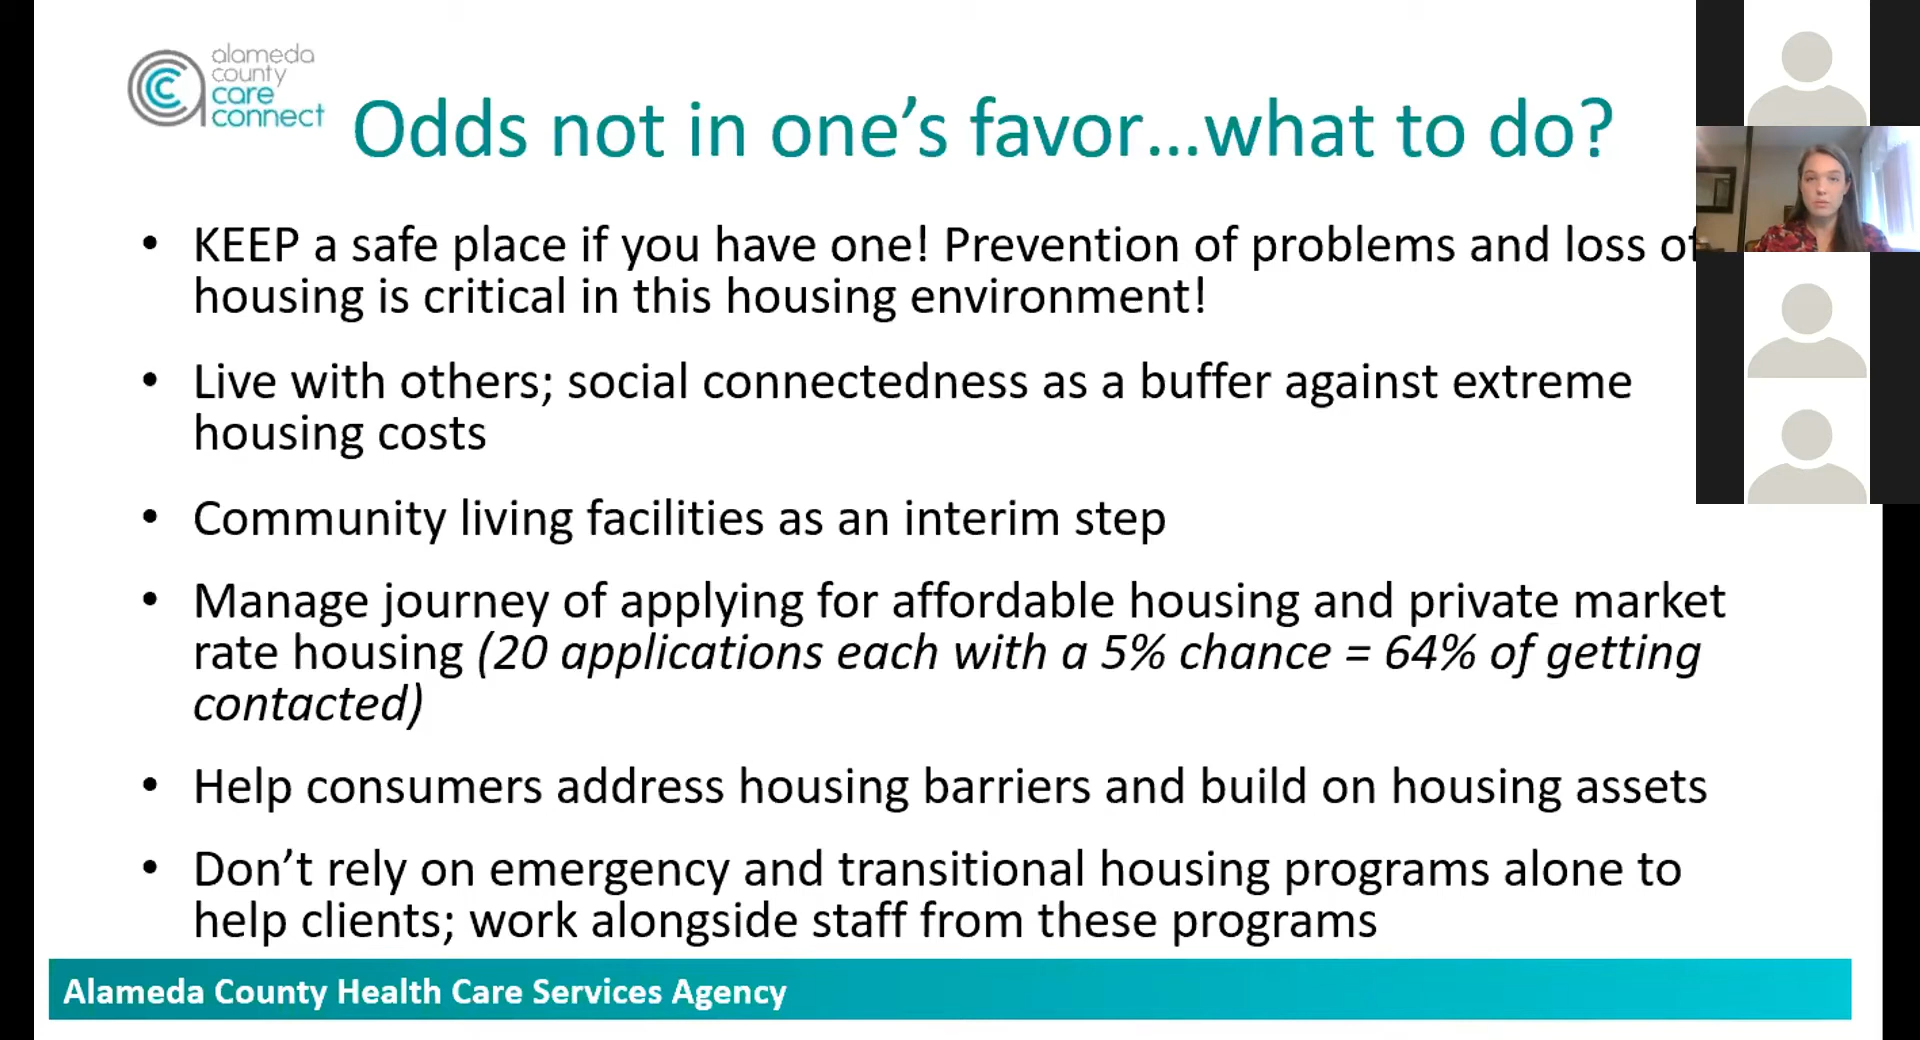 alameda
county
care
connect
Odds not in one’s favor...what to do?
• KEEP a safe place if you have one! Prevention of problems and loss of
housing is critical in this housing environment!
• Live with others; social connectedness as a buffer against extreme
housing costs
• Community living facilities as an interim step
• Manage journey of applying for affordable housing and private market
rate housing (20 applications each with a 5% chance = 64% of getting
contacted)
• Help consumers address housing barriers and build on housing assets
• Don’t rely on emergency and transitional housing programs alone to
help clients; work alongside staff from these programs
Alameda County Health Care Services Agency